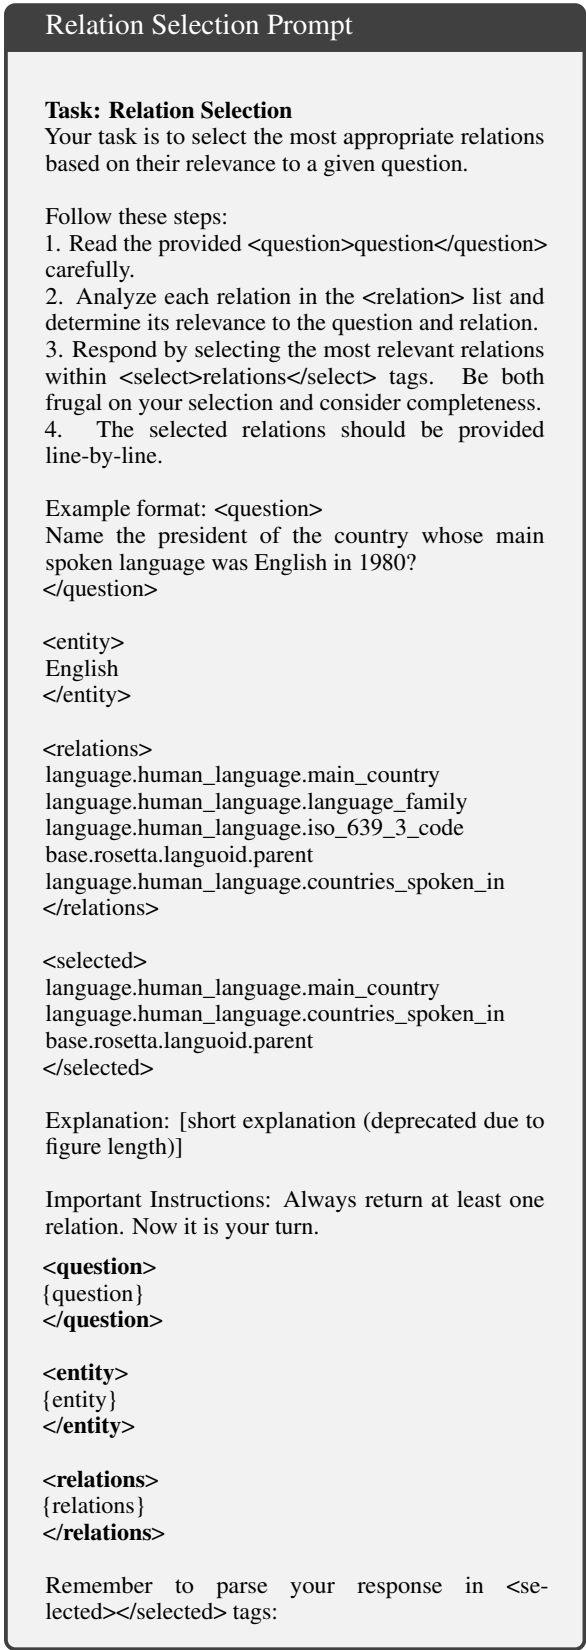 Relation Selection Prompt
Task: Relation Selection
Your task is to select the most appropriate relations
based on their relevance to a given question.
Follow these steps:
1. Read the provided <question>question</question>
carefully.
2. Analyze each relation in the <relation> list and
determine its relevance to the question and relation.
3. Respond by selecting the most relevant relations
within <select>relations</select> tags. Be both
frugal on your selection and consider completeness.
4. The selected relations should be provided
line-by-line.
Example format: <question>
Name the president of the country whose main
spoken language was English in 1980?
</question>
<entity>
English
</entity>
<relations>
language.human_language.main_country
language.human_language.language_family
language.human_language.iso_639_3_code
base.rosetta.languoid.parent
language.human_language.countries_spoken_in
</relations>
<selected>
language.human_language.main_country
language.human_language.countries_spoken_in
base.rosetta.languoid.parent
</selected>
Explanation: [short explanation (deprecated due to
figure length)]
Important Instructions: Always return at least one
relation. Now it is your turn.
<question>
{question}
</question>
<entity>
{entity}
</entity>
<relations>
{relations}
</relations>
Remember to parse your response in <se-
lected></selected> tags: